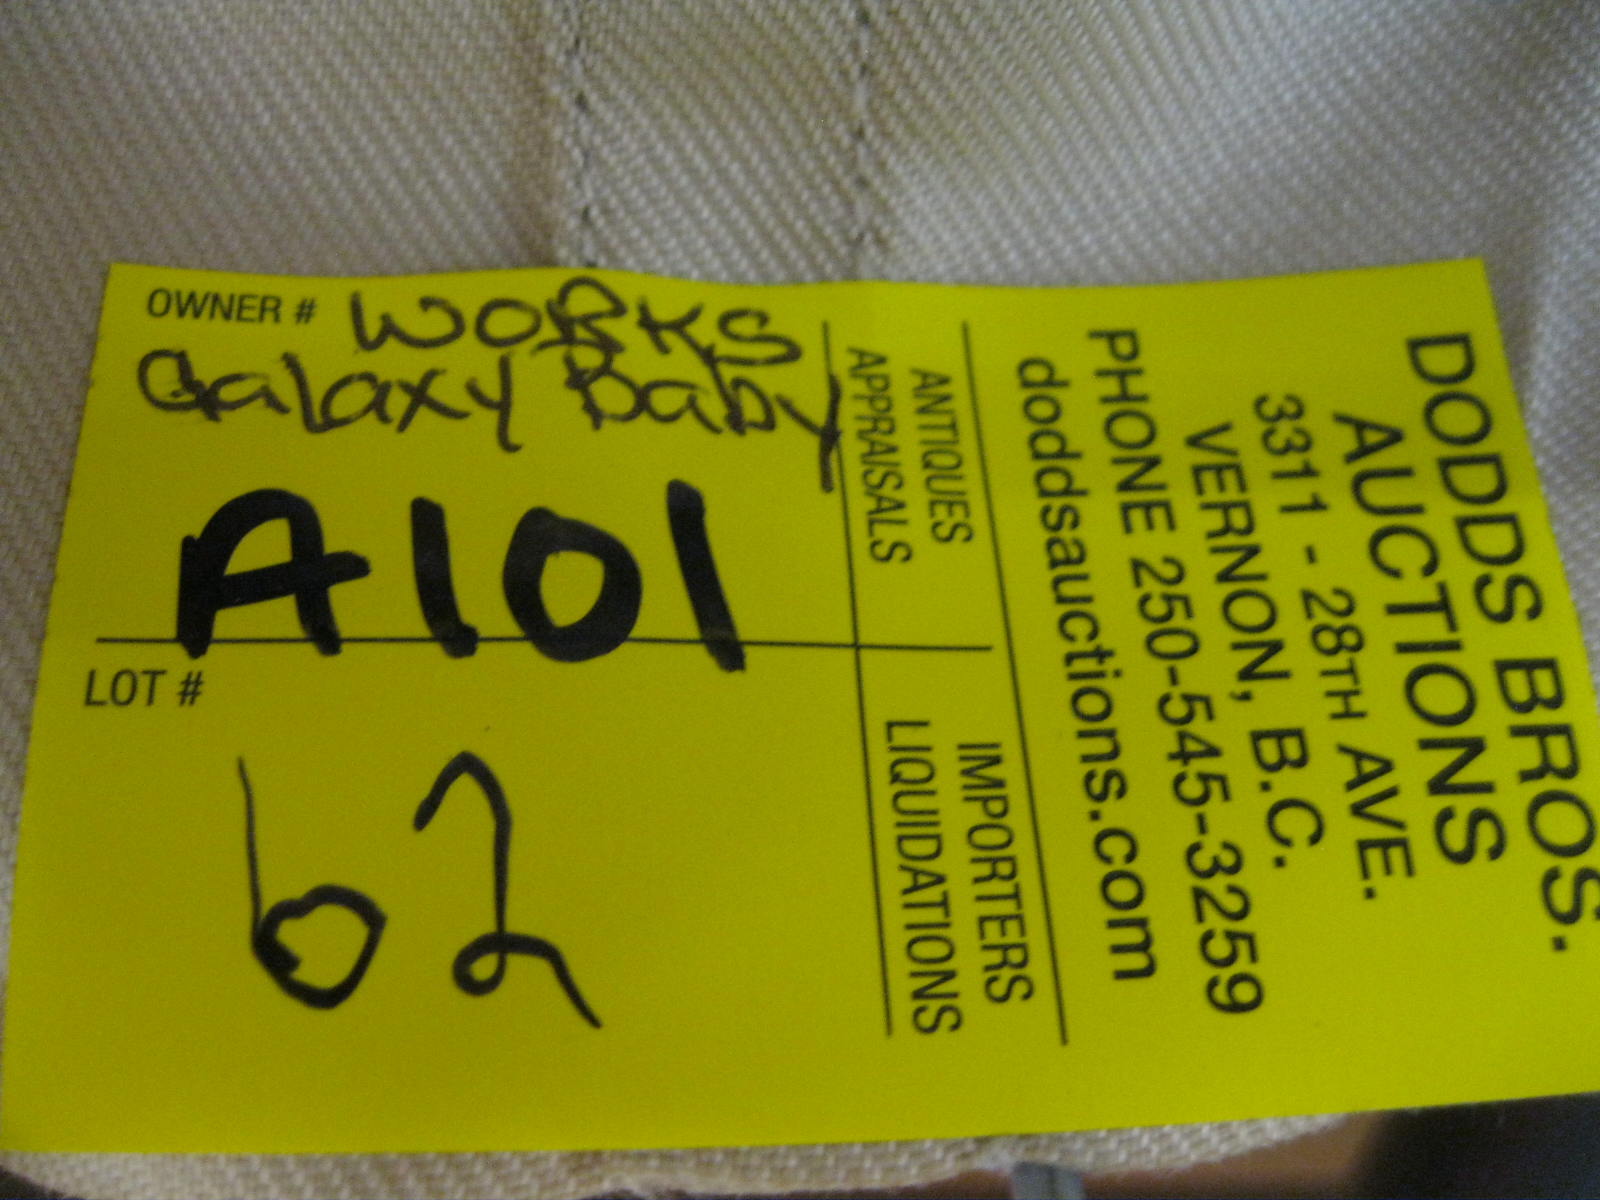 OWNER # WORKS
Galaxy Baby
A101
LOT #
62
ANTIQUES
APPRAISALS
IMPORTERS
LIQUIDATIONS
DODDS BROS.
AUCTIONS
3311 - 28TH AVE.
VERNON, B.C.
PHONE 250-545-3259
doddsauctions.com